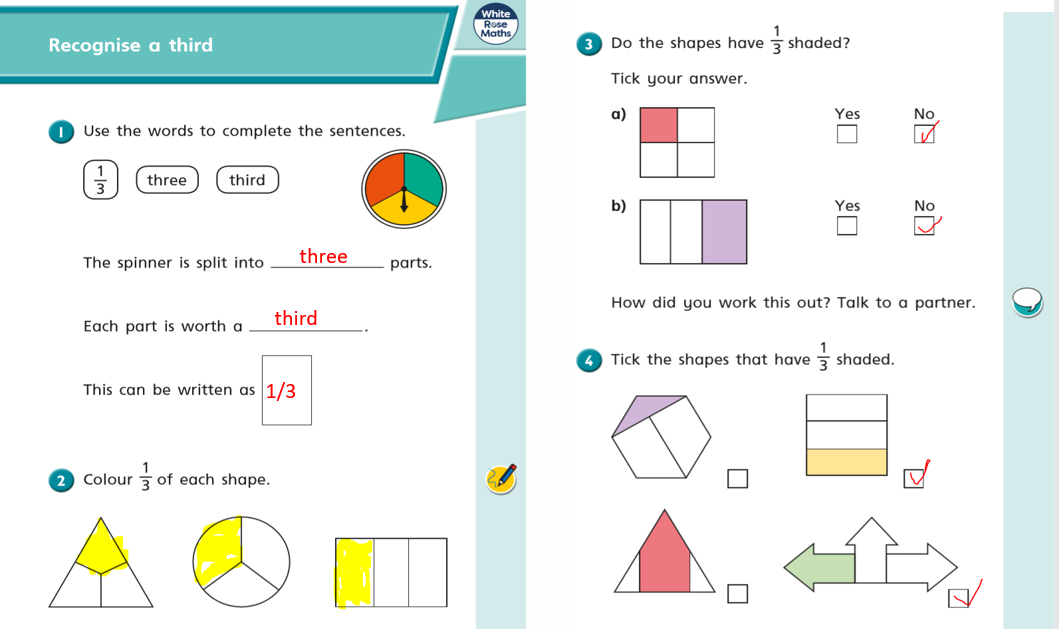 Recognise a third
White
Rose
Maths
1 Use the words to complete the sentences.
1/3 three third
The spinner is split into three parts.
Each part is worth a third.
This can be written as 1/3
2 Colour 1/3 of each shape.
3 Do the shapes have 1/3 shaded?
Tick your answer.
a) Yes No
b) Yes No
How did you work this out? Talk to a partner.
4 Tick the shapes that have 1/3 shaded.